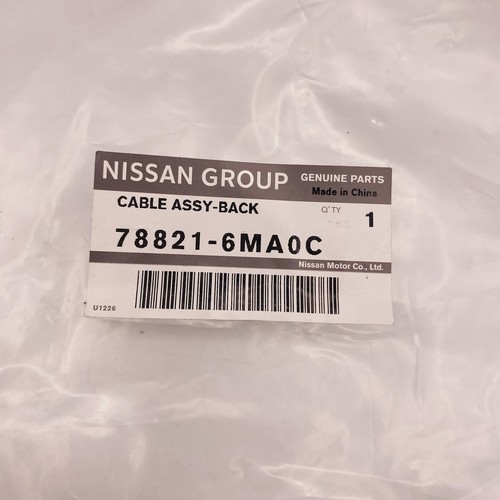 NISSAN GROUP GENUINE PARTS
Made in China
CABLE ASSY-BACK Q'TY
78821-6MA0C 1
Nissan Motor Co., Ltd.
U1226